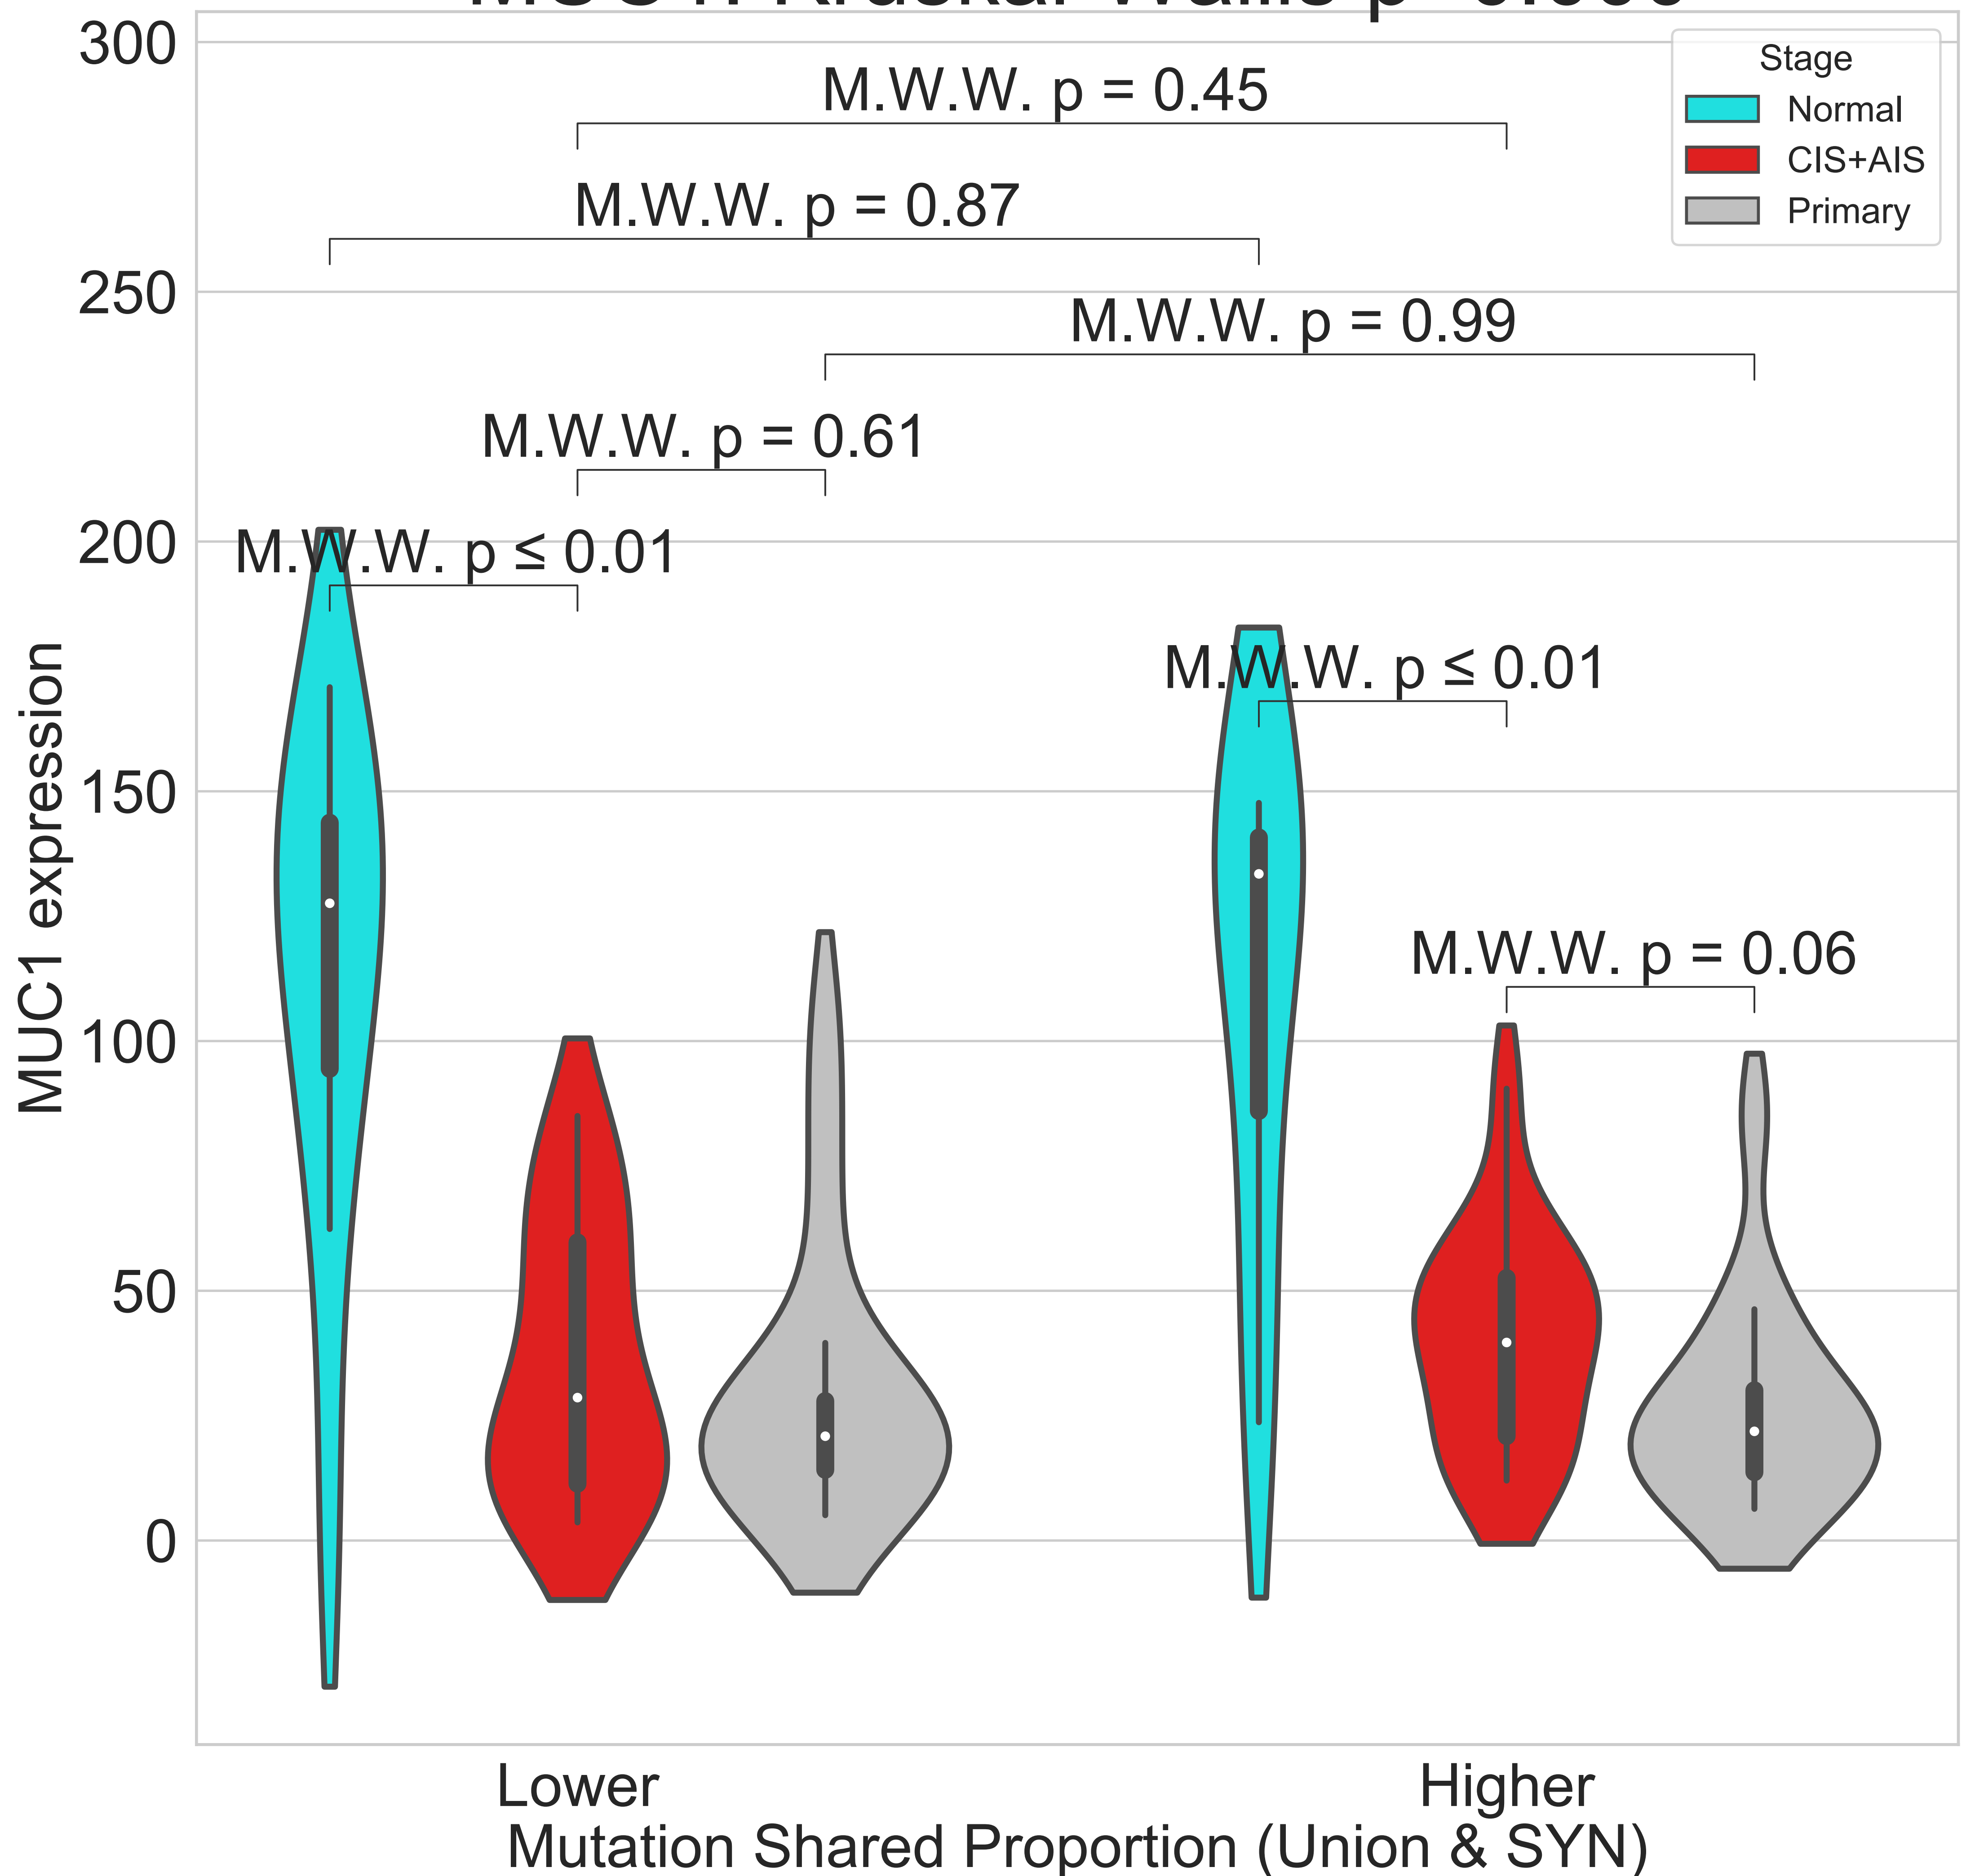 300
Stage
Normal
CIS+AIS
Primary
M.W.W. p = 0.45
M.W.W. p = 0.87
250
M.W.W. p = 0.99
M.W.W. p = 0.61
200
M.W.W. p ≤ 0.01
M.W.W. p ≤ 0.01
150
MUC1 expression
M.W.W. p = 0.06
100
50
0
Lower
Higher
Mutation Shared Proportion (Union & SYN)